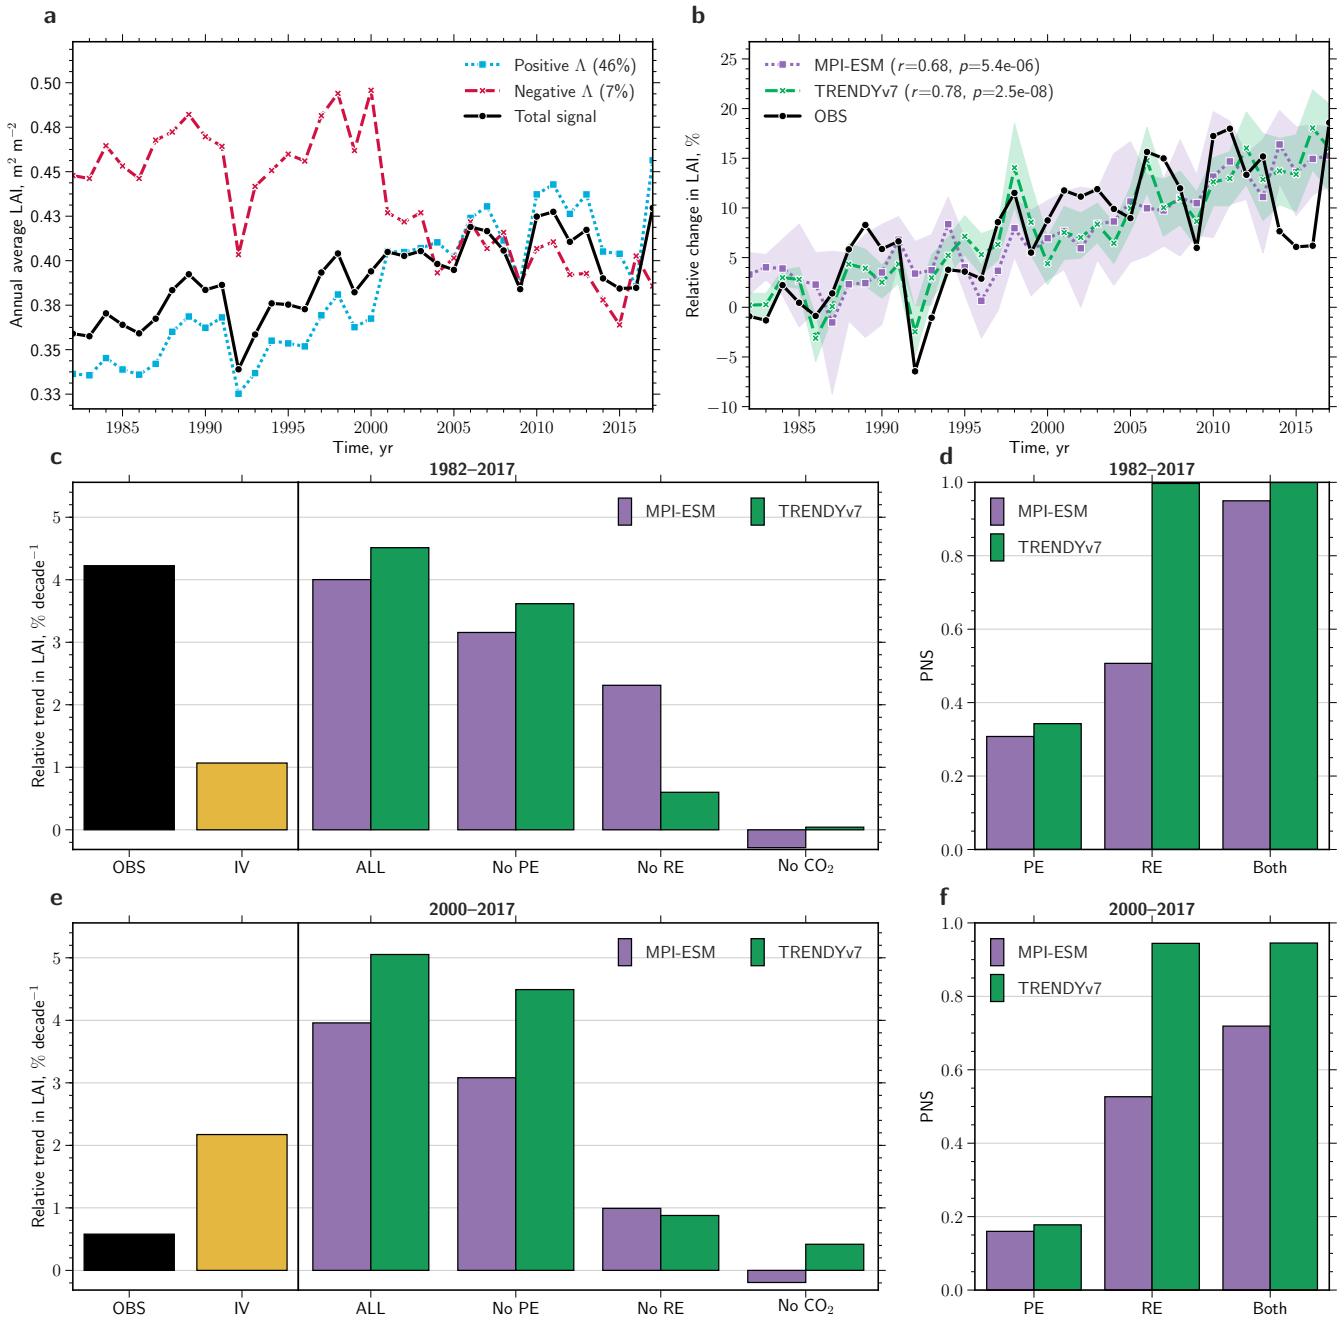 a
Annual average LAI, m² m⁻²
0.50
0.48
0.45
0.43
0.40
0.38
0.35
0.33
Positive Λ (46%)
Negative Λ (7%)
Total signal
1985 1990 1995 2000 2005 2010 2015
Time, yr
b
Relative change in LAI, %
25
20
15
10
5
0
−5
−10
MPI-ESM (r=0.68, p=5.4e-06)
TRENDYv7 (r=0.78, p=2.5e-08)
OBS
1985 1990 1995 2000 2005 2010 2015
Time, yr
c
1982–2017
Relative trend in LAI, % decade⁻¹
5
4
3
2
1
0
MPI-ESM TRENDYv7
OBS IV ALL No PE No RE No CO₂
d
1982–2017
PNS
1.0
0.8
0.6
0.4
0.2
0.0
MPI-ESM
TRENDYv7
PE RE Both
e
2000–2017
Relative trend in LAI, % decade⁻¹
5
4
3
2
1
0
MPI-ESM TRENDYv7
OBS IV ALL No PE No RE No CO₂
f
2000–2017
PNS
1.0
0.8
0.6
0.4
0.2
0.0
MPI-ESM
TRENDYv7
PE RE Both